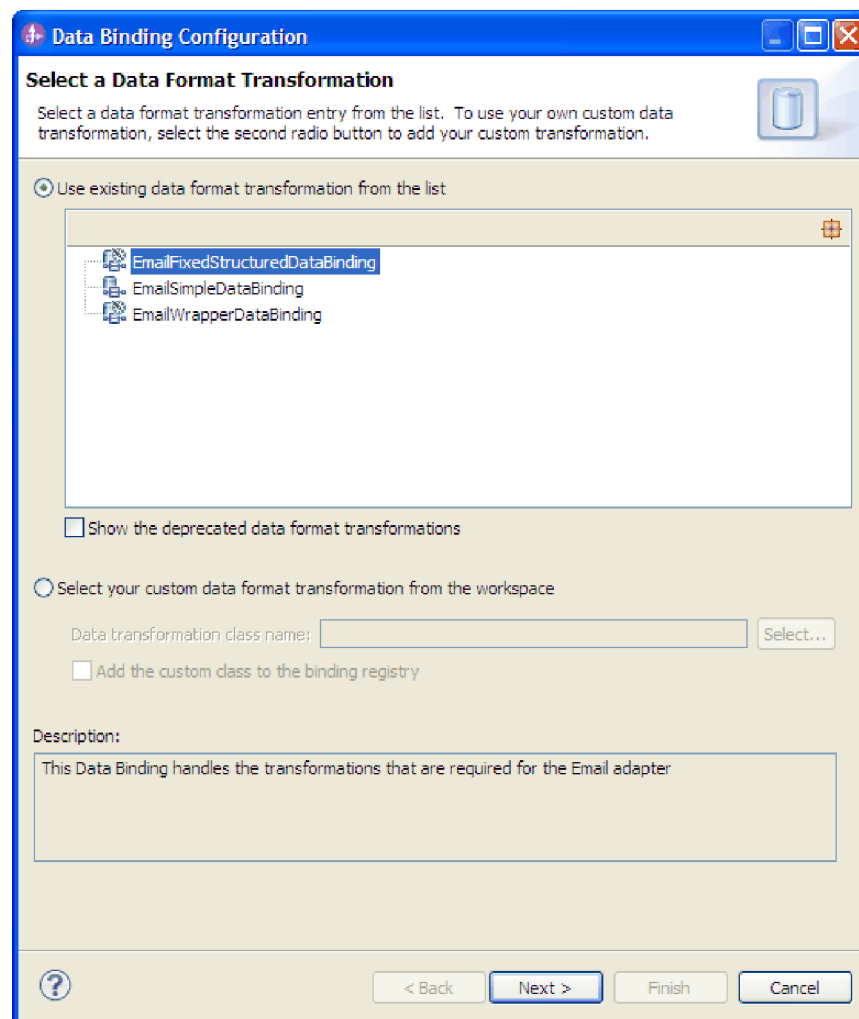 Data Binding Configuration
Select a Data Format Transformation
Select a data format transformation entry from the list. To use your own custom data
transformation, select the second radio button to add your custom transformation.
Use existing data format transformation from the list
EmailFixedStructuredDataBinding
EmailSimpleDataBinding
EmailWrapperDataBinding
Show the deprecated data format transformations
Select your custom data format transformation from the workspace
Data transformation class name:
Select...
Add the custom class to the binding registry
Description:
This Data Binding handles the transformations that are required for the Email adapter
?
< Back
Next >
Finish
Cancel